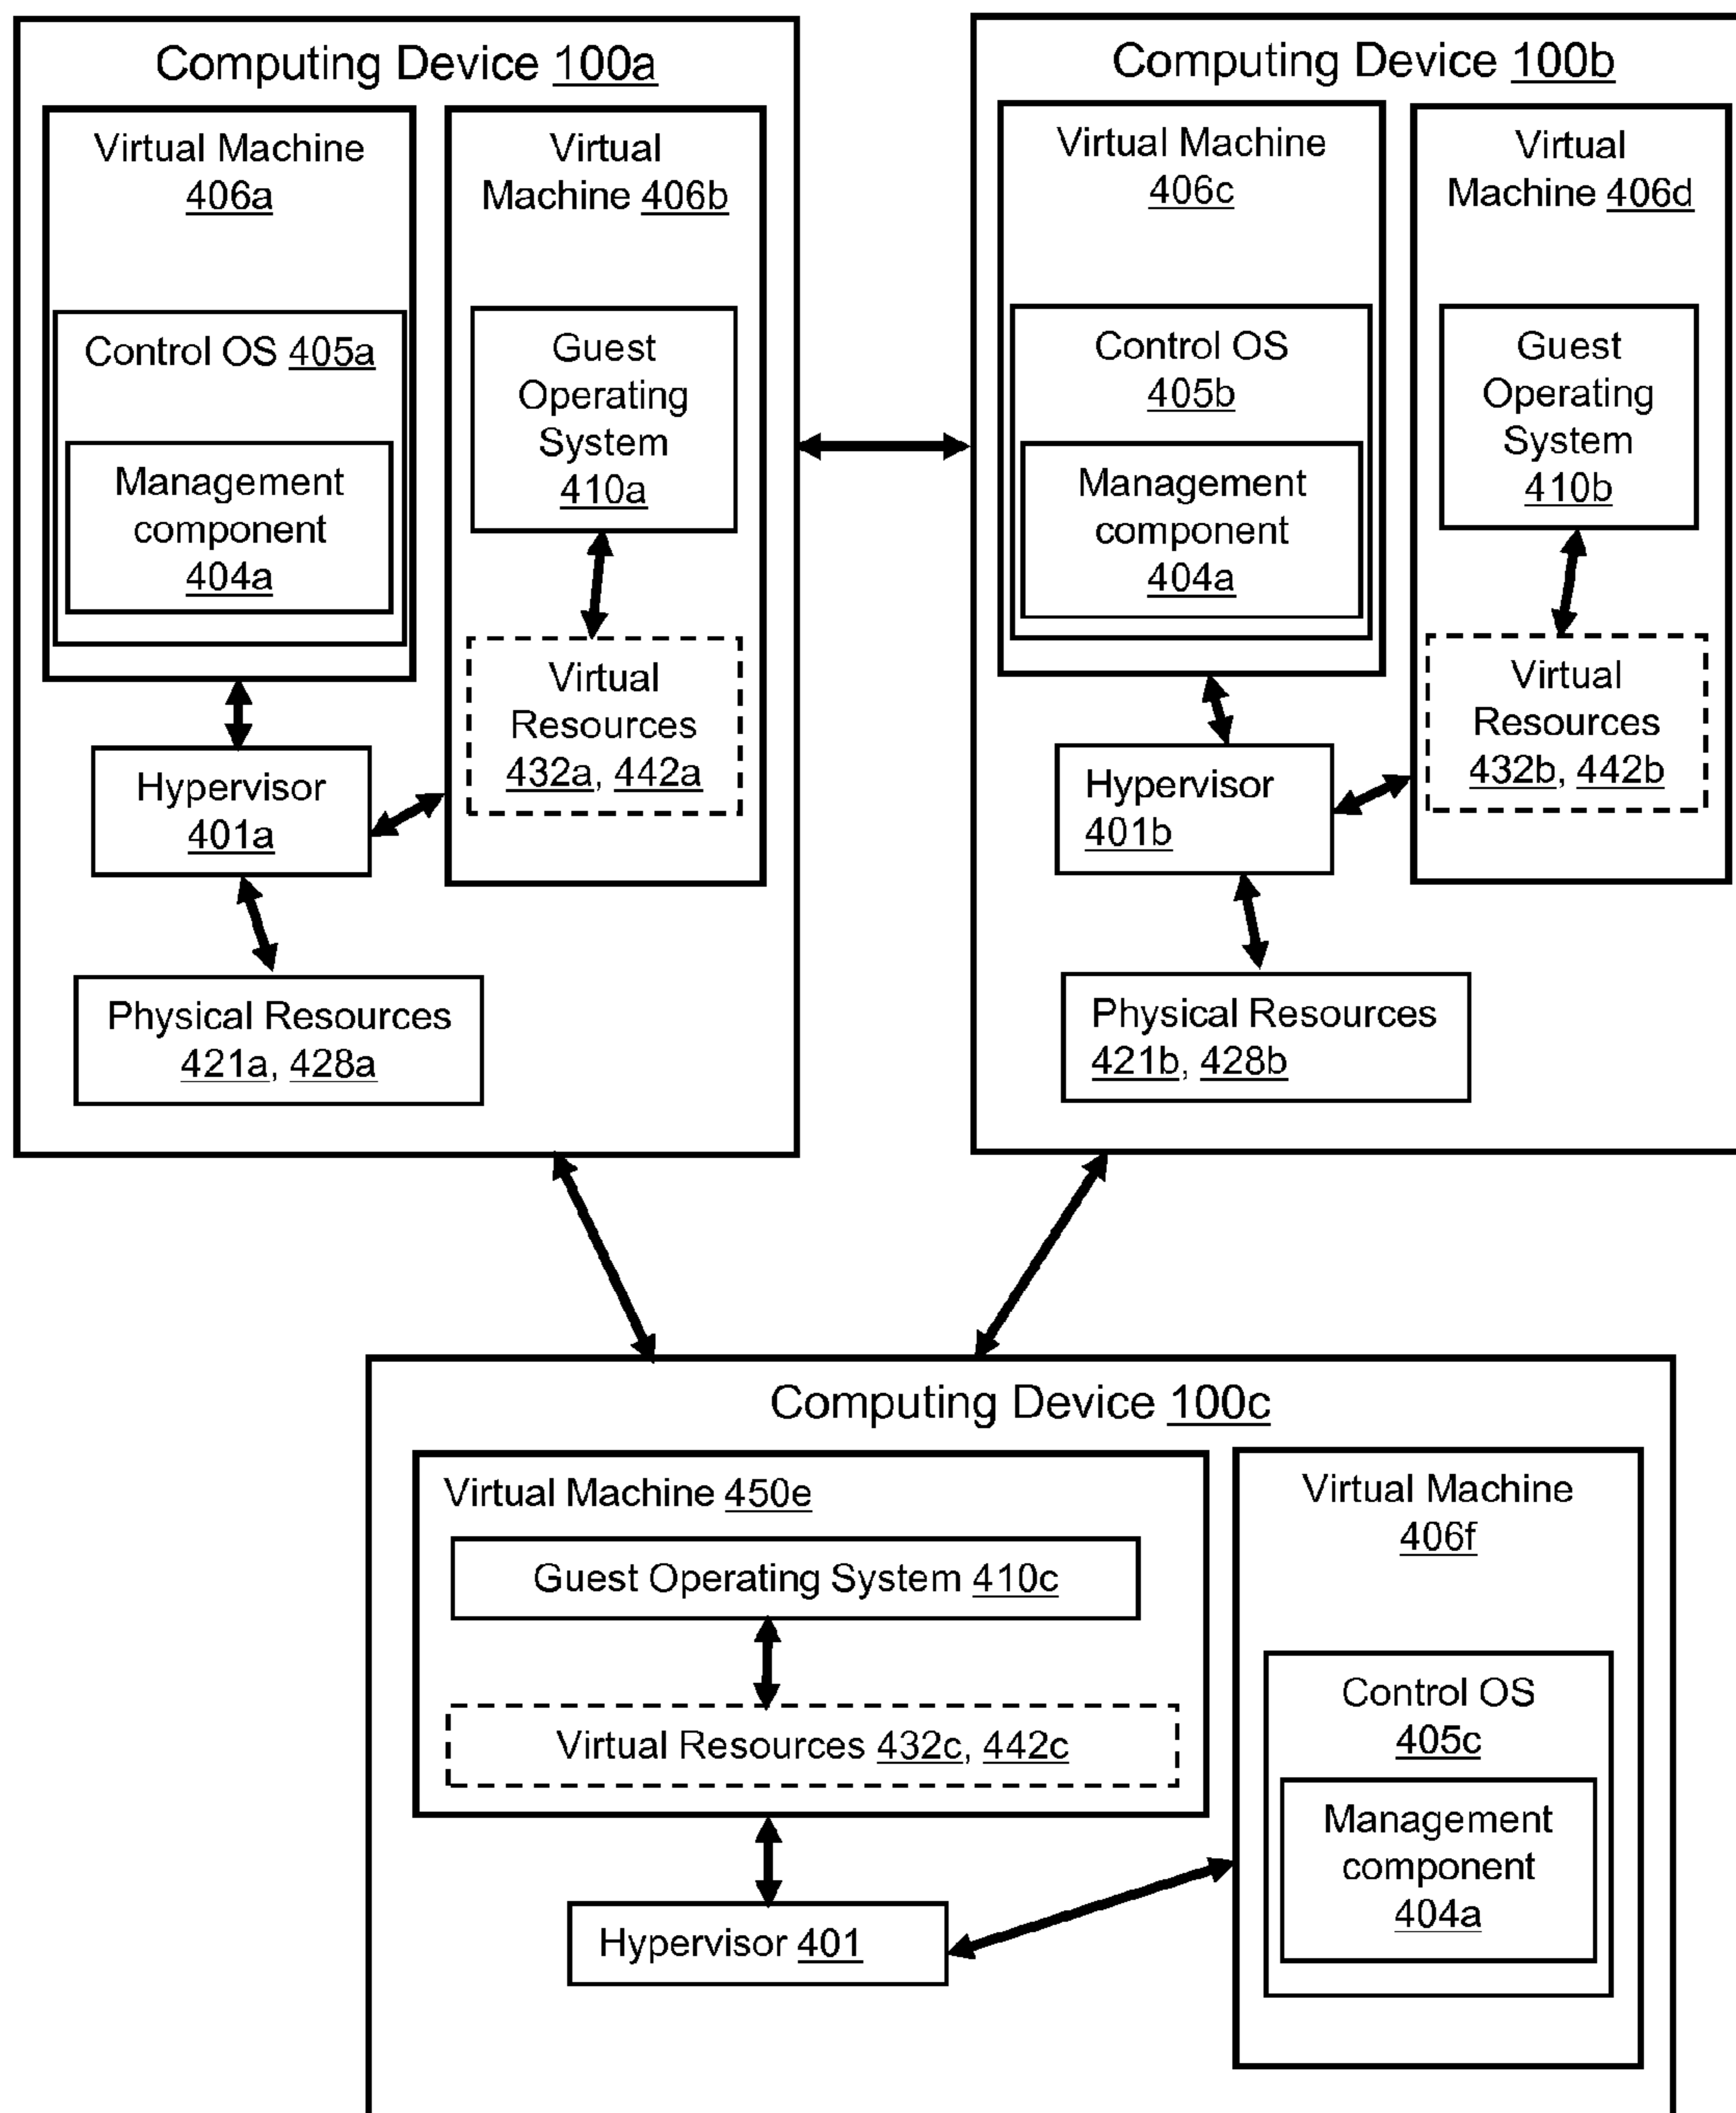 Computing Device 100a
Virtual Machine
406a
Control OS 405a
Management
component
404a
Virtual
Machine 406b
Guest
Operating
System
410a
Virtual
Resources
432a, 442a
Hypervisor
401a
Physical Resources
421a, 428a
Computing Device 100b
Virtual Machine
406c
Control OS
405b
Management
component
404a
Virtual
Machine 406d
Guest
Operating
System
410b
Virtual
Resources
432b, 442b
Hypervisor
401b
Physical Resources
421b, 428b
Computing Device 100c
Virtual Machine 450e
Guest Operating System 410c
Virtual Resources 432c, 442c
Hypervisor 401
Virtual Machine
406f
Control OS
405c
Management
component
404a